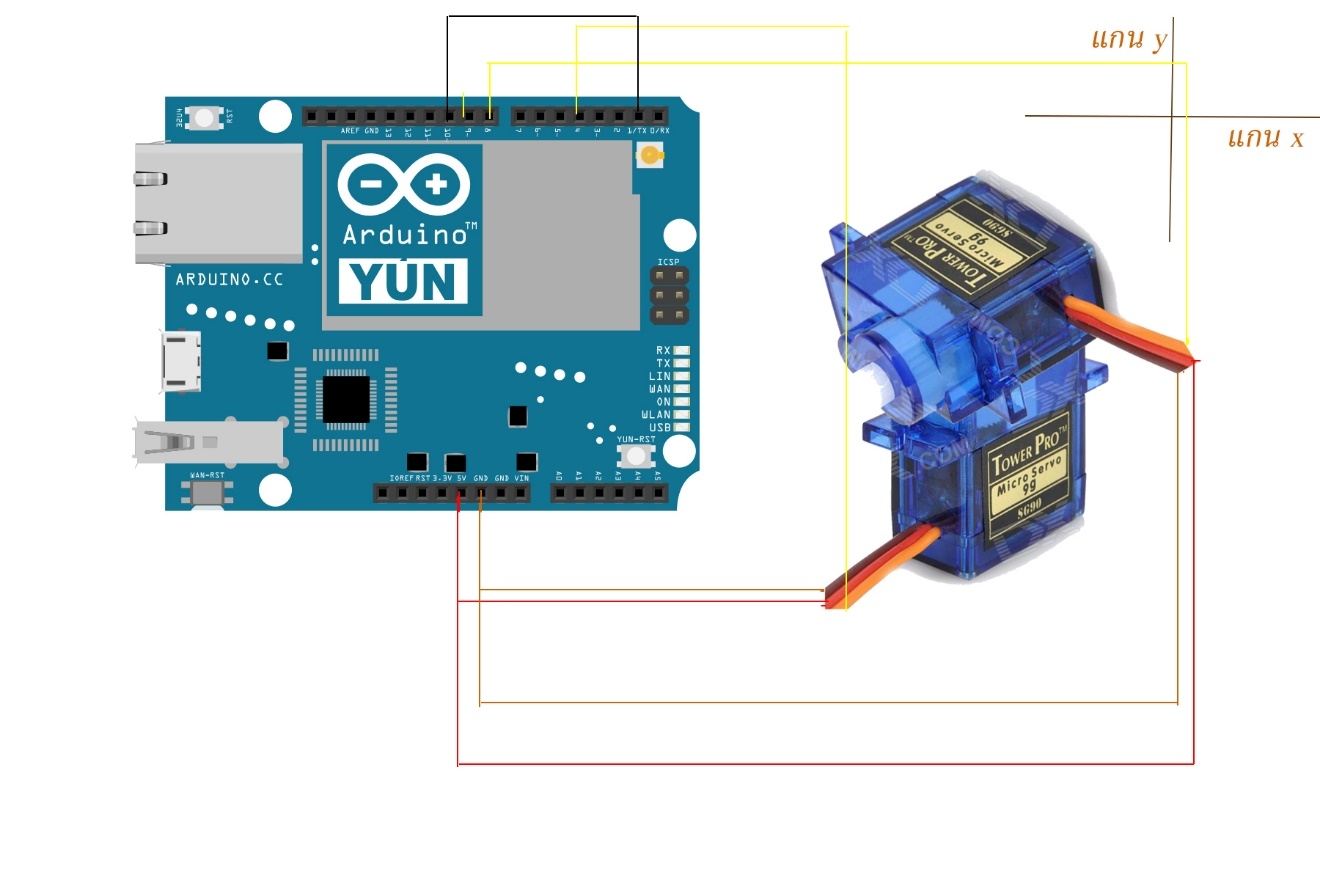 แกน y
แกน x
32U4
RST
AREF GND 13 12 11 10 9 8 7 6 5 4 3 2 1/TX 0/RX
Arduino™
YÚN
ARDUINO.CC
ICSP
RX
TX
LIN
WAN
ON
WLAN
USB
YUN-RST
WAN-RST
IOREF RST 3.3V 5V GND GND VIN
A0 A1 A2 A3 A4 A5
TOWER PRO™
Micro Servo
9g
SG90
TOWER PRO™
Micro Servo
9g
SG90